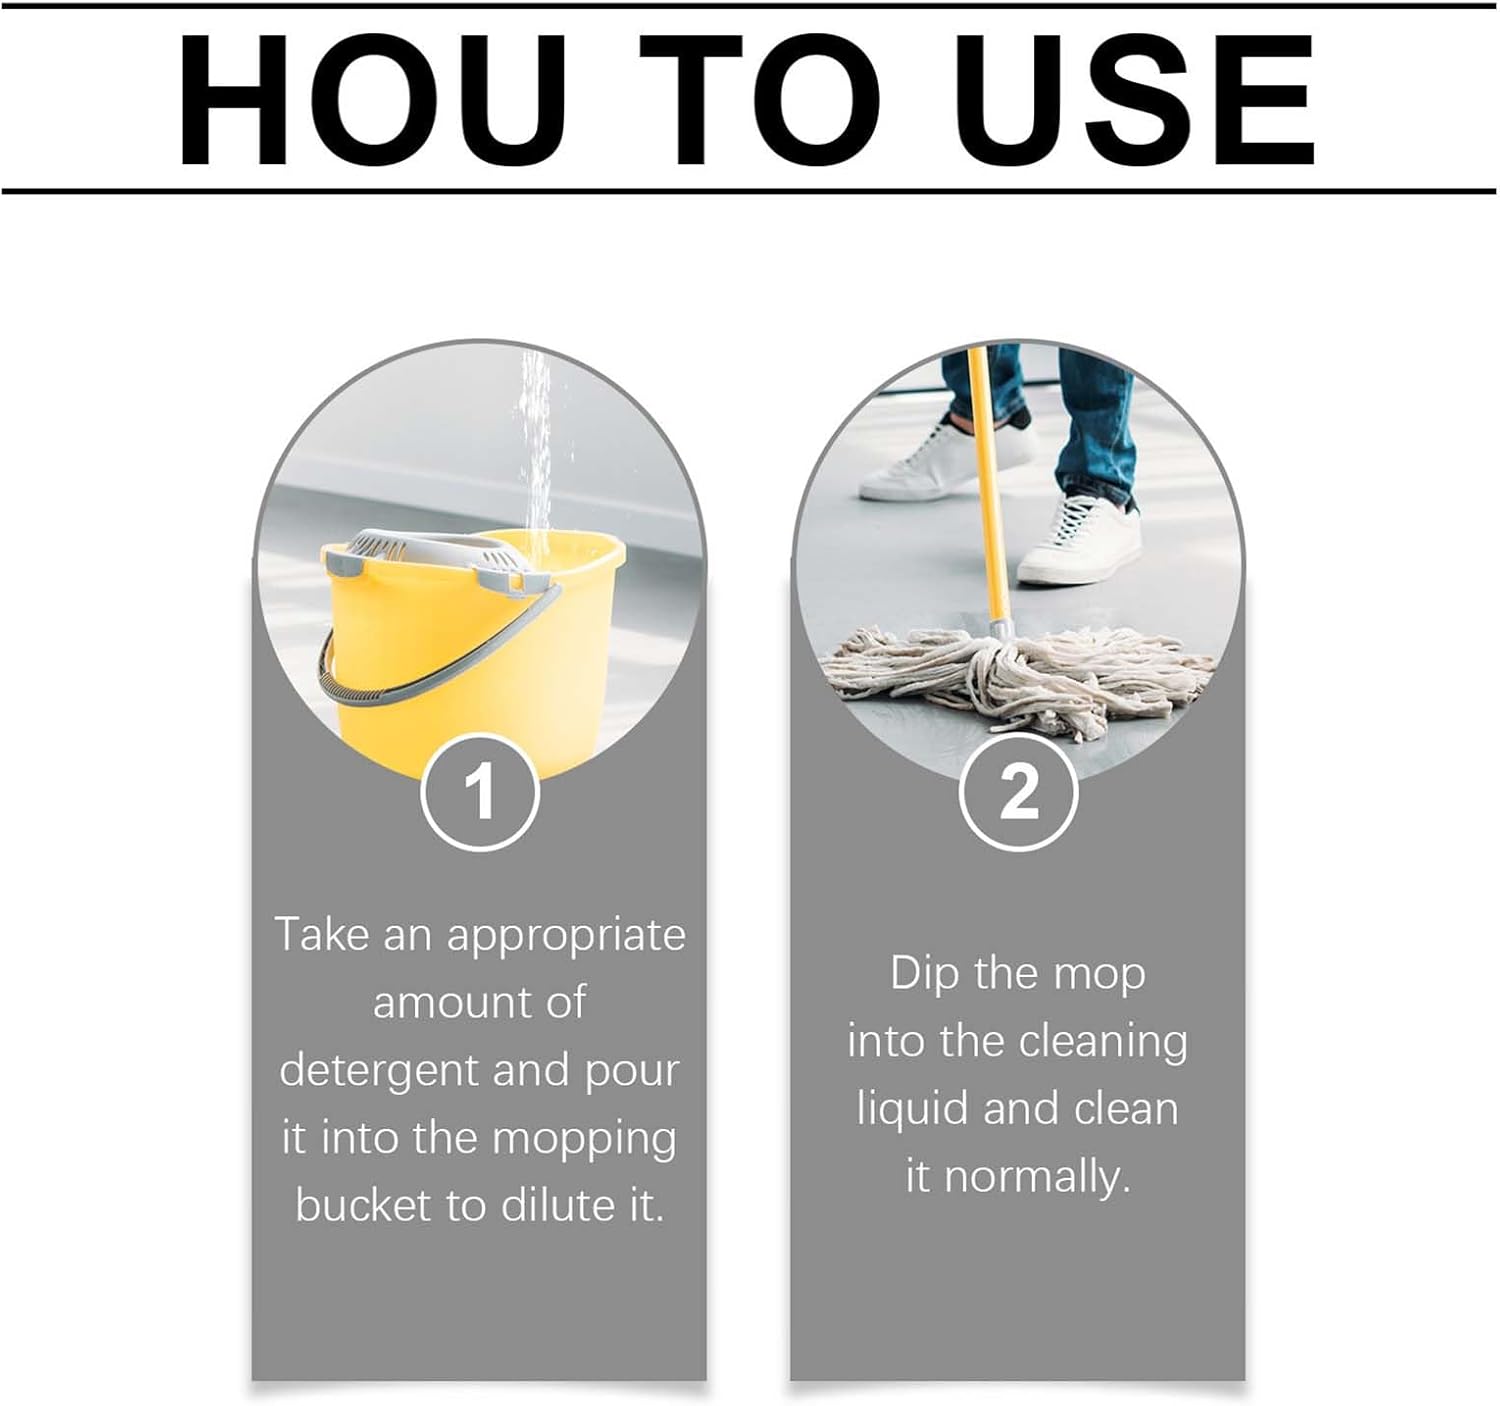 HOU TO USE
1
Take an appropriate
amount of
detergent and pour
it into the mopping
bucket to dilute it.
2
Dip the mop
into the cleaning
liquid and clean
it normally.